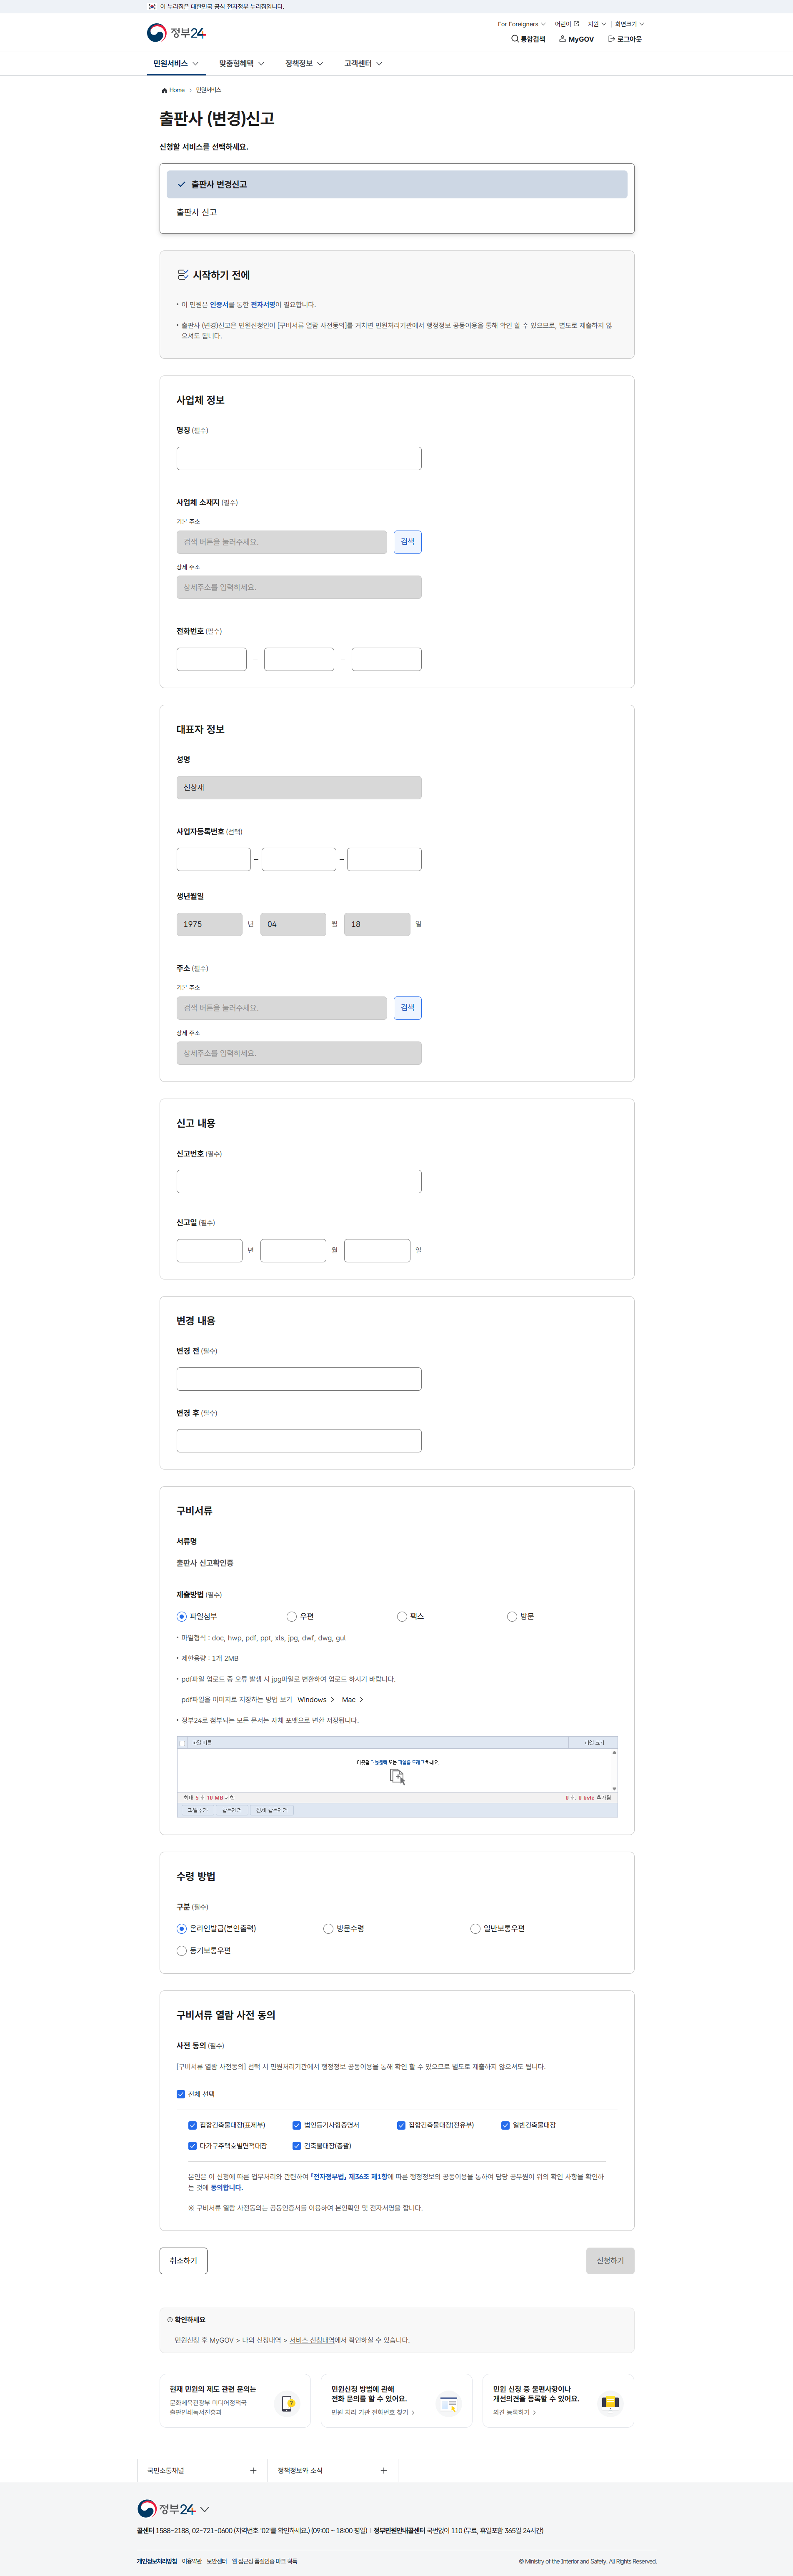 이 누리집은 대한민국 공식 전자정부 누리집입니다.
정부24
For Foreigners 어린이 지원 화면크기
통합검색 MyGOV 로그아웃
민원서비스 맞춤형혜택 정책정보 고객센터
Home 민원서비스
출판사 (변경)신고
신청할 서비스를 선택하세요.
출판사 변경신고
출판사 신고
시작하기 전에
• 이 민원은 인증서를 통한 전자서명이 필요합니다.
• 출판사 (변경)신고은 민원신청인이 [구비서류 열람 사전동의]를 거치면 민원처리기관에서 행정정보 공동이용을 통해 확인 할 수 있으므로, 별도로 제출하지 않
으셔도 됩니다.
사업체 정보
명칭 (필수)
사업체 소재지 (필수)
기본 주소
검색 버튼을 눌러주세요. 검색
상세 주소
상세주소를 입력하세요.
전화번호 (필수)
– –
대표자 정보
성명
신상재
사업자등록번호 (선택)
– –
생년월일
1975 년 04 월 18 일
주소 (필수)
기본 주소
검색 버튼을 눌러주세요. 검색
상세 주소
상세주소를 입력하세요.
신고 내용
신고번호 (필수)
신고일 (필수)
년 월 일
변경 내용
변경 전 (필수)
변경 후 (필수)
구비서류
서류명
출판사 신고확인증
제출방법 (필수)
파일첨부 우편 팩스 방문
• 파일형식 : doc, hwp, pdf, ppt, xls, jpg, dwf, dwg, gul
• 제한용량 : 1개 2MB
• pdf파일 업로드 중 오류 발생 시 jpg파일로 변환하여 업로드 하시기 바랍니다.
pdf파일을 이미지로 저장하는 방법 보기 Windows Mac
• 정부24로 첨부되는 모든 문서는 자체 포맷으로 변환 저장됩니다.
파일 이름 파일 크기
이곳을 더블클릭 또는 파일을 드래그 하세요.
최대 5 개 10 MB 제한 0 개, 0 byte 추가됨
파일추가 항목제거 전체 항목제거
수령 방법
구분 (필수)
온라인발급(본인출력) 방문수령 일반보통우편
등기보통우편
구비서류 열람 사전 동의
사전 동의 (필수)
[구비서류 열람 사전동의] 선택 시 민원처리기관에서 행정정보 공동이용을 통해 확인 할 수 있으므로 별도로 제출하지 않으셔도 됩니다.
전체 선택
집합건축물대장(표제부) 법인등기사항증명서 집합건축물대장(전유부) 일반건축물대장
다가구주택호별면적대장 건축물대장(총괄)
본인은 이 신청에 따른 업무처리와 관련하여 「전자정부법」 제36조 제1항에 따른 행정정보의 공동이용을 통하여 담당 공무원이 위의 확인 사항을 확인하
는 것에 동의합니다.
※ 구비서류 열람 사전동의는 공동인증서를 이용하여 본인확인 및 전자서명을 합니다.
취소하기 신청하기
확인하세요
민원신청 후 MyGOV > 나의 신청내역 > 서비스 신청내역에서 확인하실 수 있습니다.
현재 민원의 제도 관련 문의는
문화체육관광부 미디어정책국
출판인쇄독서진흥과
민원신청 방법에 관해
전화 문의를 할 수 있어요.
민원 처리 기관 전화번호 찾기
민원 신청 중 불편사항이나
개선의견을 등록할 수 있어요.
의견 등록하기
국민소통채널 정책정보와 소식
정부24
콜센터 1588-2188, 02-721-0600 (지역번호 '02'를 확인하세요.) (09:00 ~ 18:00 평일) 정부민원안내콜센터 국번없이 110 (무료, 휴일포함 365일 24시간)
개인정보처리방침 이용약관 보안센터 웹 접근성 품질인증 마크 획득 © Ministry of the Interior and Safety. All Rights Reserved.